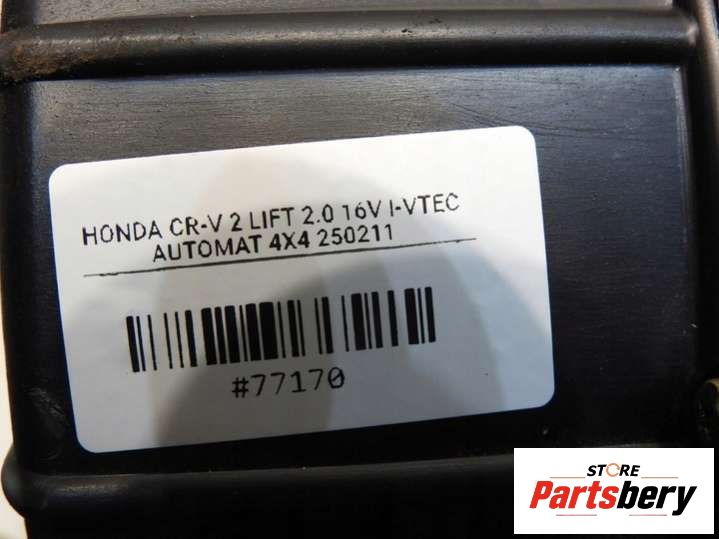 HONDA CR-V 2 LIFT 2.0 16V I-VTEC
AUTOMAT 4X4 250211
#77170
STORE
Partsbery